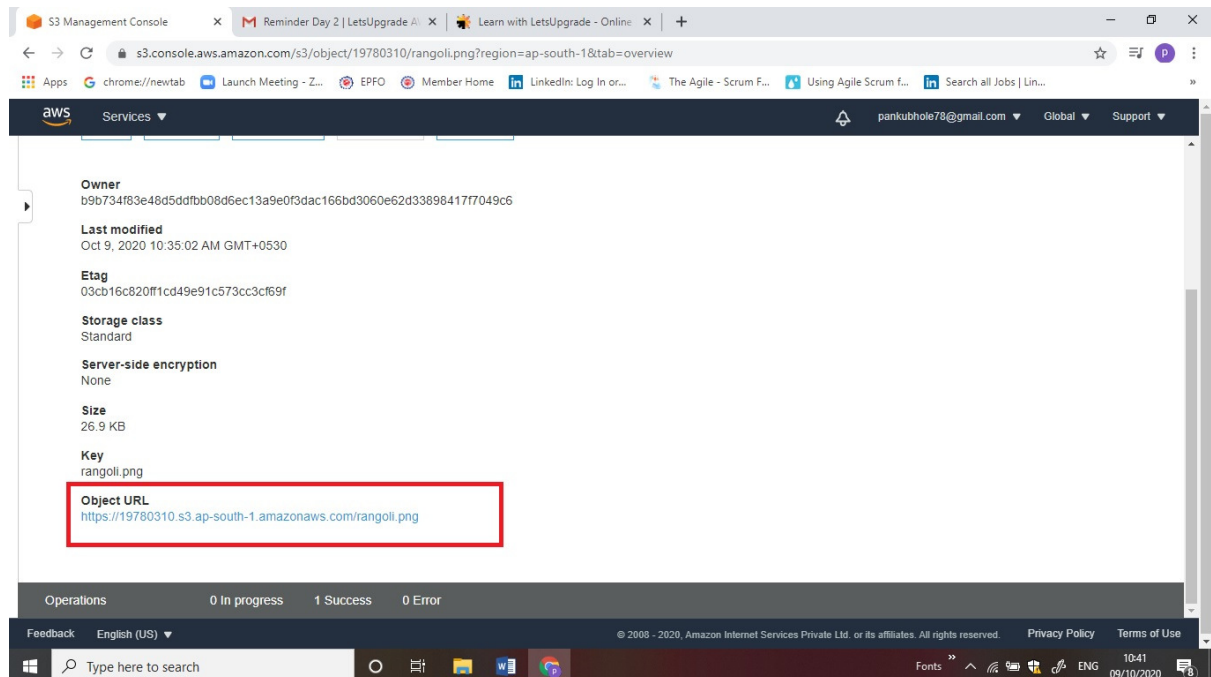 S3 Management Console
Reminder Day 2 | LetsUpgrade A
Learn with LetsUpgrade - Online
s3.console.aws.amazon.com/s3/object/19780310/rangoli.png?region=ap-south-1&tab=overview
P
Apps
chrome://newtab
Launch Meeting - Z...
EPFO
Member Home
LinkedIn: Log In or...
The Agile - Scrum F...
Using Agile Scrum f...
Search all Jobs | Lin...
»
aws
Services
pankubhole78@gmail.com
Global
Support
Owner
b9b734f83e48d5ddfbb08d6ec13a9e0f3dac166bd3060e62d33898417f7049c6
Last modified
Oct 9, 2020 10:35:02 AM GMT+0530
Etag
03cb16c820ff1cd49e91c573cc3cf69f
Storage class
Standard
Server-side encryption
None
Size
26.9 KB
Key
rangoli.png
Object URL
https://19780310.s3.ap-south-1.amazonaws.com/rangoli.png
Operations
0 In progress
1 Success
0 Error
Feedback
English (US)
© 2008 - 2020, Amazon Internet Services Private Ltd. or its affiliates. All rights reserved.
Privacy Policy
Terms of Use
Type here to search
Fonts
»
ENG
10:41
09/10/2020
8